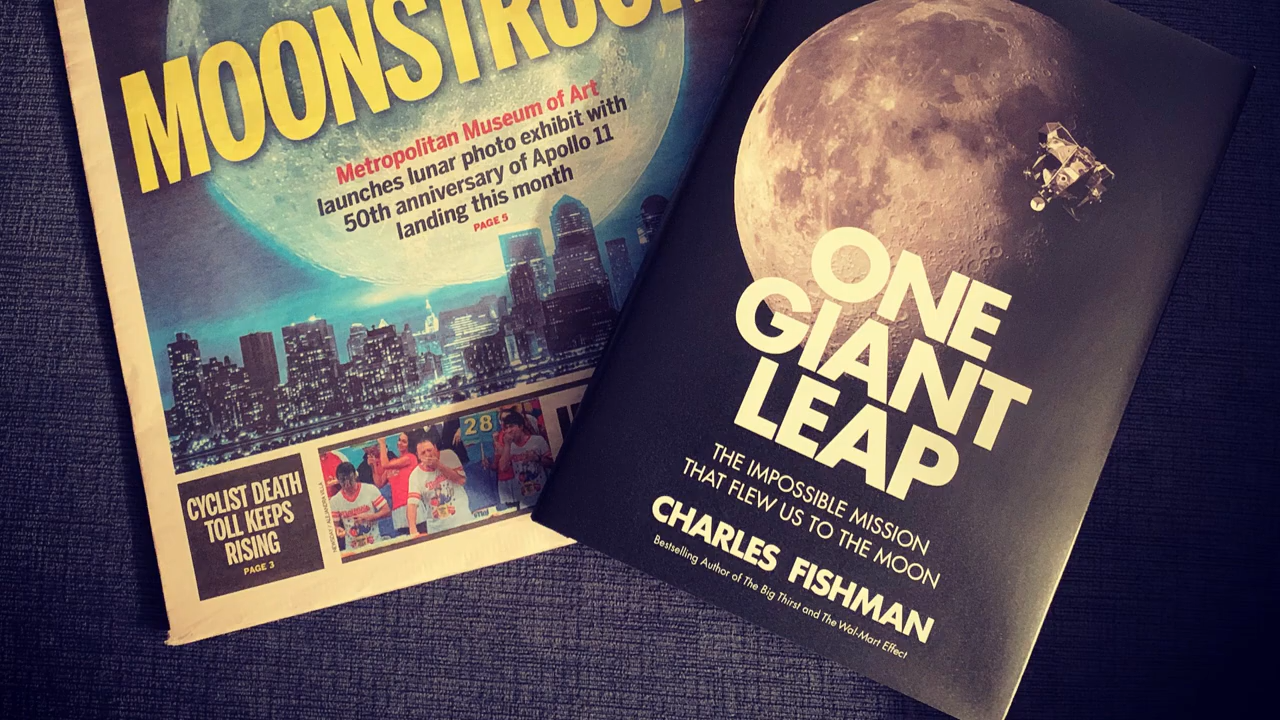 MOONSTRUCK
Metropolitan Museum of Art
launches lunar photo exhibit with
50th anniversary of Apollo 11
landing this month
PAGE 5
CYCLIST DEATH
TOLL KEEPS
RISING
PAGE 3
28
ONE
GIANT
LEAP
THE IMPOSSIBLE MISSION
THAT FLEW US TO THE MOON
CHARLES FISHMAN
Bestselling Author of The Big Thirst and The Wal-Mart Effect